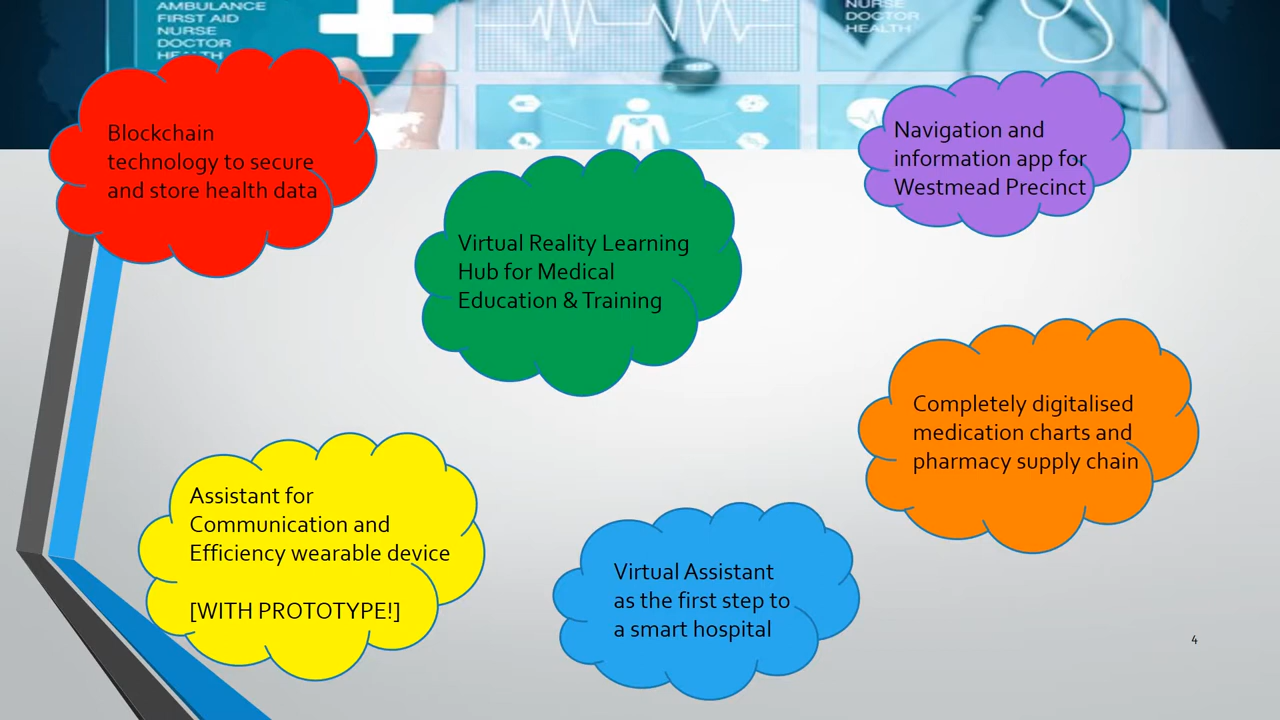 AMBULANCE
FIRST AID
NURSE
DOCTOR
HEALTH
NURSE
DOCTOR
HEALTH
Blockchain
technology to secure
and store health data
Navigation and
information app for
Westmead Precinct
Virtual Reality Learning
Hub for Medical
Education & Training
Completely digitalised
medication charts and
pharmacy supply chain
Assistant for
Communication and
Efficiency wearable device
[WITH PROTOTYPE!]
Virtual Assistant
as the first step to
a smart hospital
4